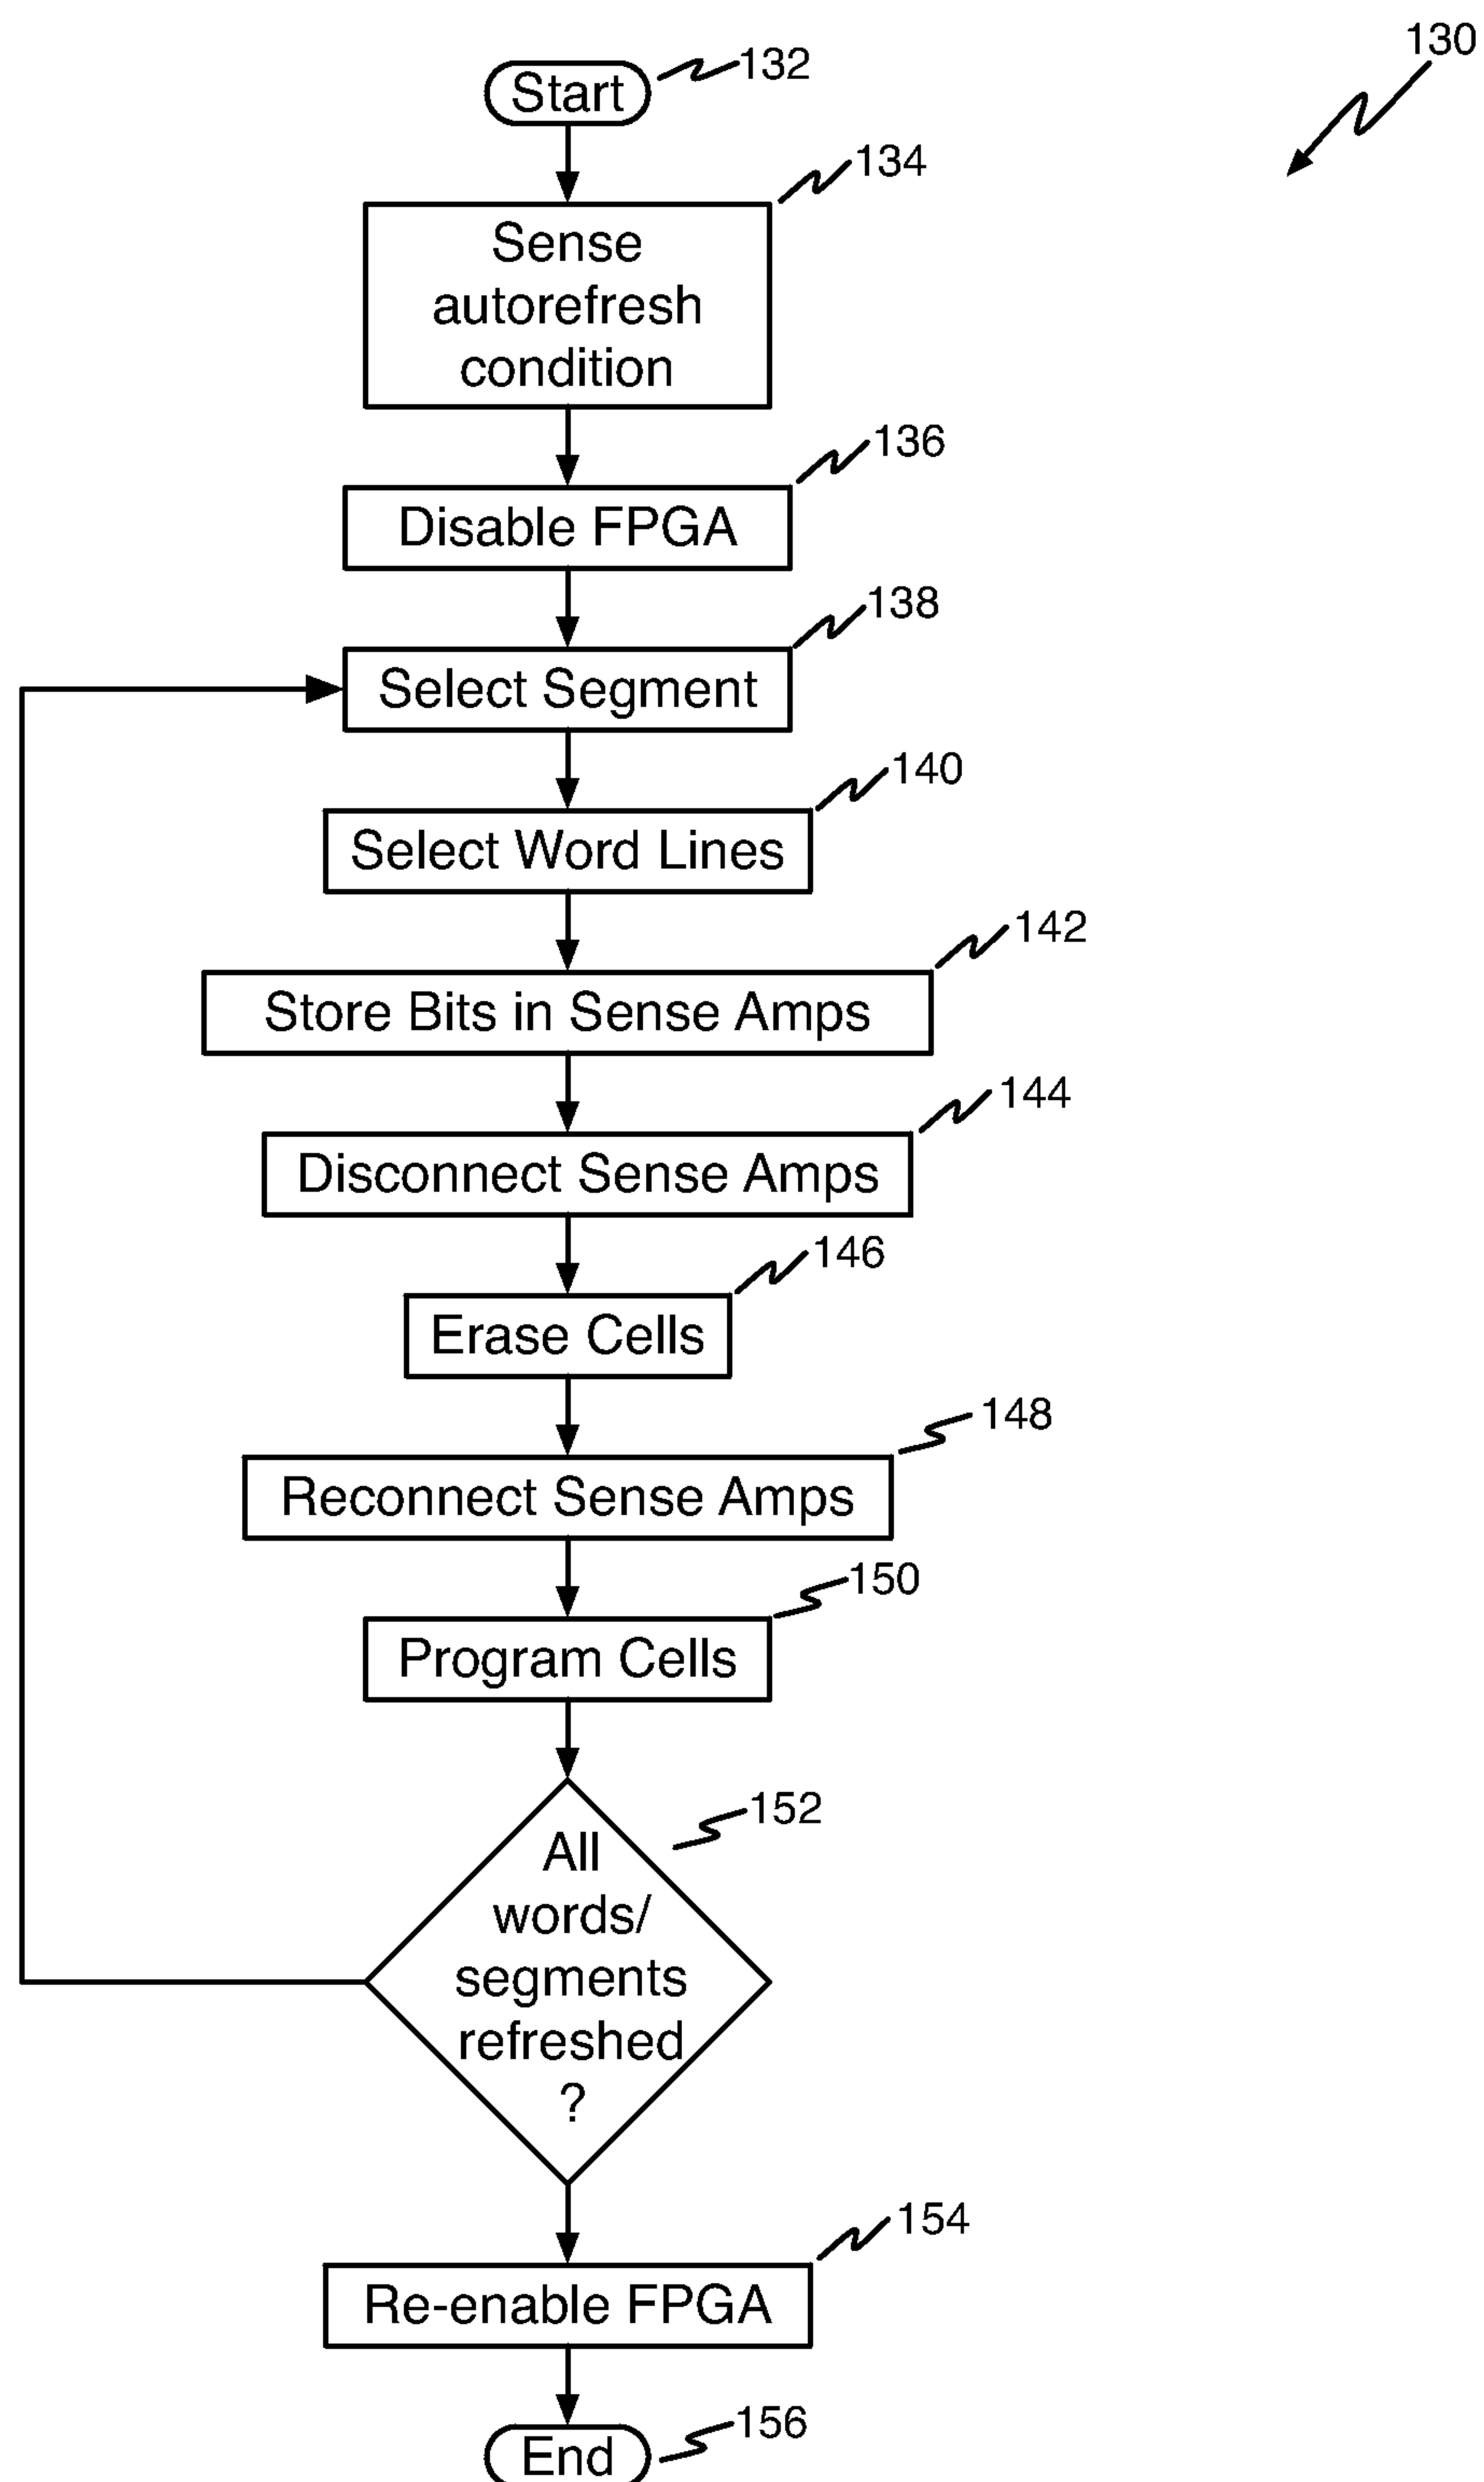 130
Start
132
134
Sense
autorefresh
condition
136
Disable FPGA
138
Select Segment
140
Select Word Lines
142
Store Bits in Sense Amps
144
Disconnect Sense Amps
146
Erase Cells
148
Reconnect Sense Amps
150
Program Cells
152
All
words/
segments
refreshed
?
154
Re-enable FPGA
156
End